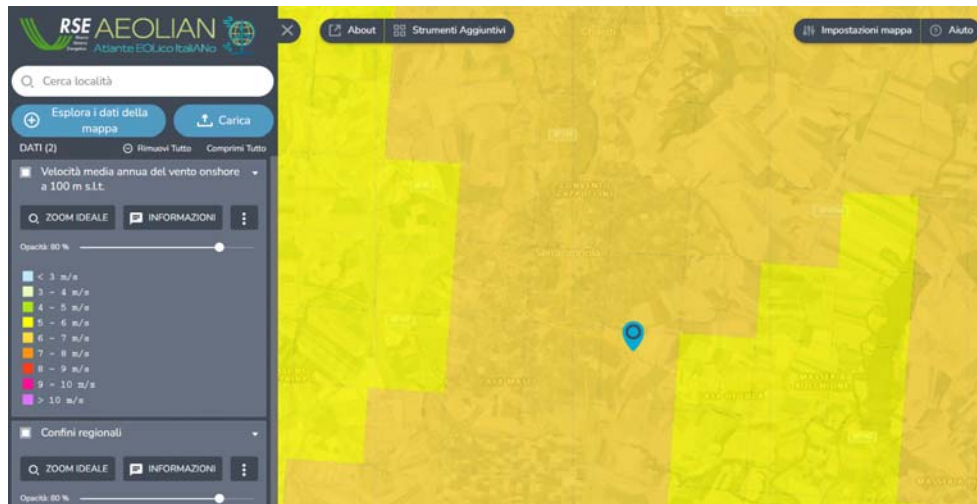 RSE AEOLIAN
Atlante EOLico ItaliANo
Cerca località
Esplora i dati della
mappa
Carica
DATI (2)
Rimuovi Tutto
Comprimi Tutto
Velocità media annua del vento onshore
a 100 m s.l.t.
ZOOM IDEALE
INFORMAZIONI
Opacità: 80 %
< 3 m/s
3 - 4 m/s
4 - 5 m/s
5 - 6 m/s
6 - 7 m/s
7 - 8 m/s
8 - 9 m/s
9 - 10 m/s
> 10 m/s
Confini regionali
ZOOM IDEALE
INFORMAZIONI
Opacità: 80 %
About
Strumenti Aggiuntivi
Impostazioni mappa
Aiuto
CONVENTO
CAPPUCCINI
Serracapriola